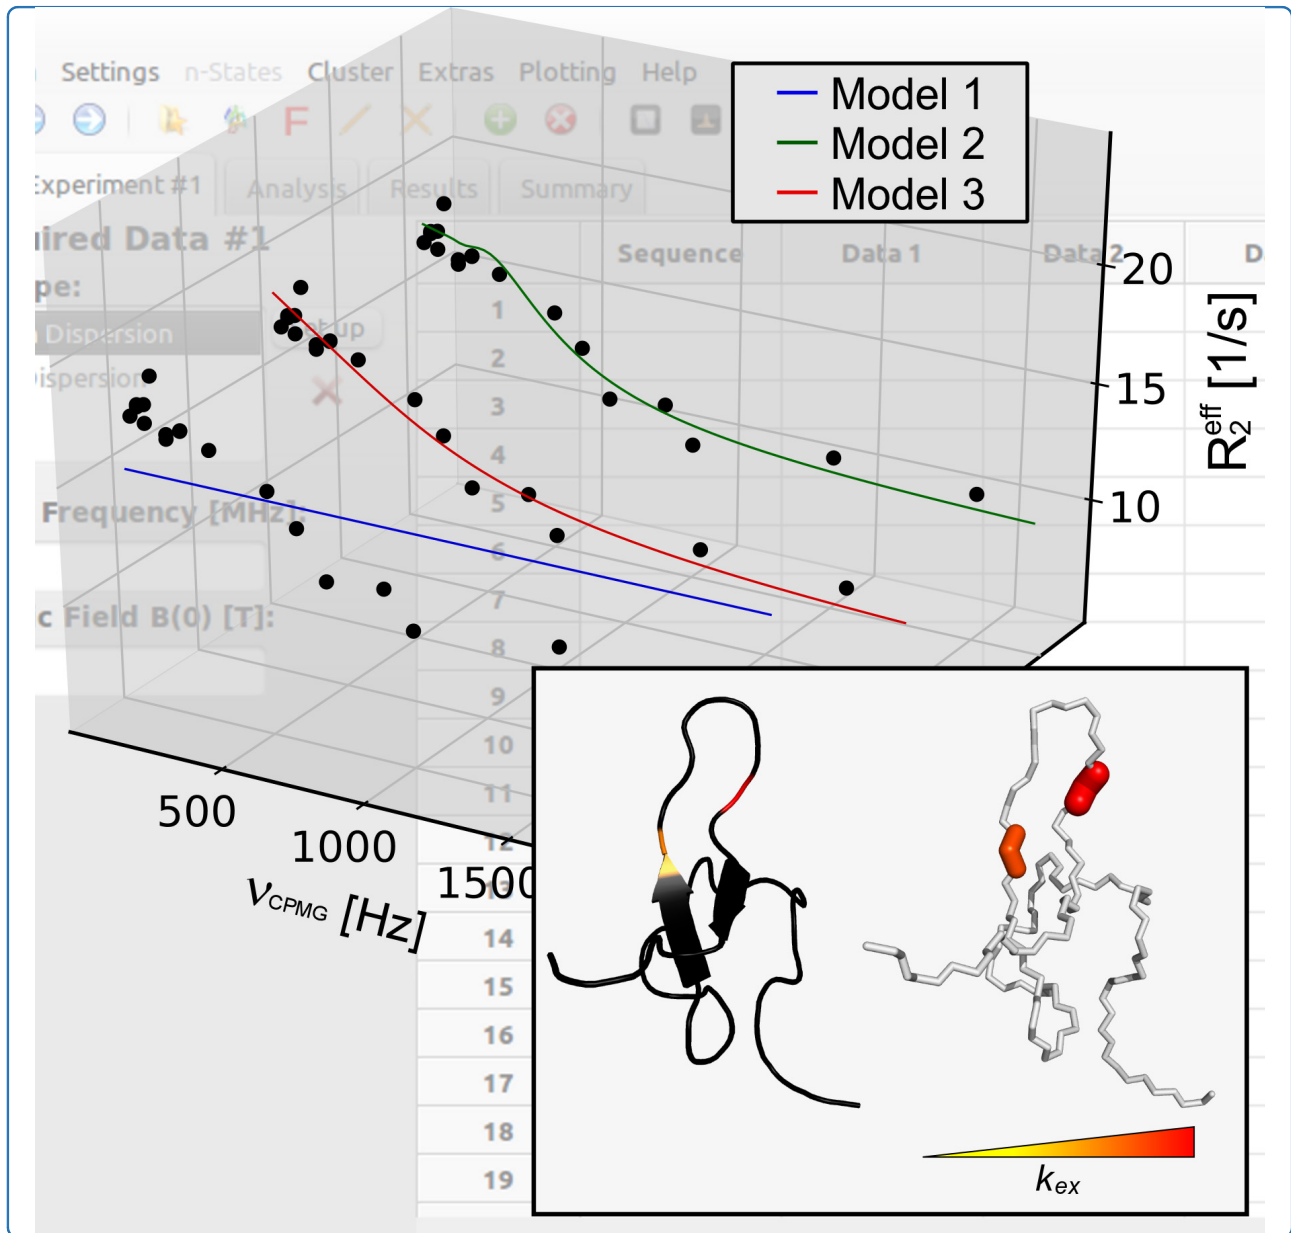 Settings n-States Cluster Extras Plotting Help
F
Experiment #1 Analysis Results Summary
Model 1
Model 2
Model 3
ired Data #1
pe:
Dispersion
ispersion
Frequency [MHz]:
c Field B(0) [T]:
Sequence Data 1 Data 2 D
1
2
3
4
5
6
7
8
9
10
11
12
13
14
15
16
17
18
19
20
15
10
R₂ᵉᶠᶠ [1/s]
500
1000
1500
νCPMG [Hz]
kex